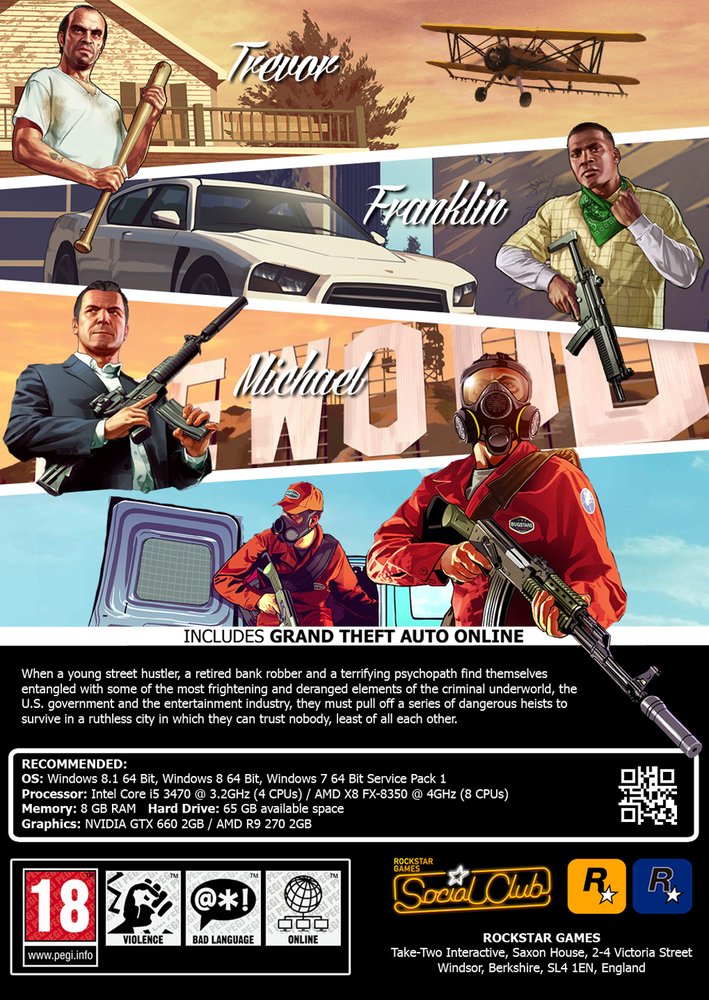 Trevor
Franklin
EWOOD
Michael
BUGSTARS
INCLUDES GRAND THEFT AUTO ONLINE
When a young street hustler, a retired bank robber and a terrifying psychopath find themselves
entangled with some of the most frightening and deranged elements of the criminal underworld, the
U.S. government and the entertainment industry, they must pull off a series of dangerous heists to
survive in a ruthless city in which they can trust nobody, least of all each other.
RECOMMENDED:
OS: Windows 8.1 64 Bit, Windows 8 64 Bit, Windows 7 64 Bit Service Pack 1
Processor: Intel Core i5 3470 @ 3.2GHz (4 CPUs) / AMD X8 FX-8350 @ 4GHz (8 CPUs)
Memory: 8 GB RAM Hard Drive: 65 GB available space
Graphics: NVIDIA GTX 660 2GB / AMD R9 270 2GB
18
www.pegi.info
TM
VIOLENCE
@*!
TM
BAD LANGUAGE
TM
ONLINE
ROCKSTAR
GAMES
Social Club
R
R
ROCKSTAR GAMES
Take-Two Interactive, Saxon House, 2-4 Victoria Street
Windsor, Berkshire, SL4 1EN, England